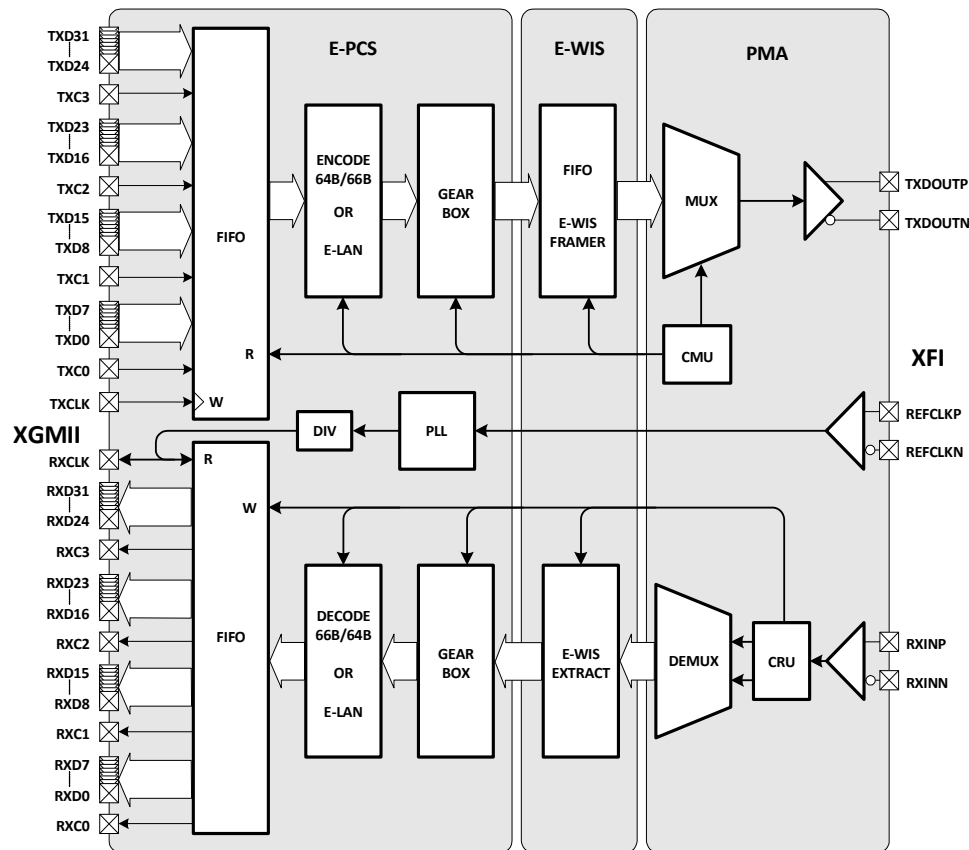 E-PCS
E-WIS
PMA
TXD31
TXD24
TXC3
TXD23
TXD16
TXC2
TXD15
TXD8
TXC1
TXD7
TXD0
TXC0
TXCLK
FIFO
R
W
ENCODE
64B/66B
OR
E-LAN
GEAR
BOX
FIFO
E-WIS
FRAMER
MUX
CMU
TXDOUTP
TXDOUTN
XFI
XGMII
DIV
PLL
REFCLKP
REFCLKN
RXCLK
RXD31
RXD24
RXC3
RXD23
RXD16
RXC2
RXD15
RXD8
RXC1
RXD7
RXD0
RXC0
R
W
FIFO
DECODE
66B/64B
OR
E-LAN
GEAR
BOX
E-WIS
EXTRACT
DEMUX
CRU
RXINP
RXINN